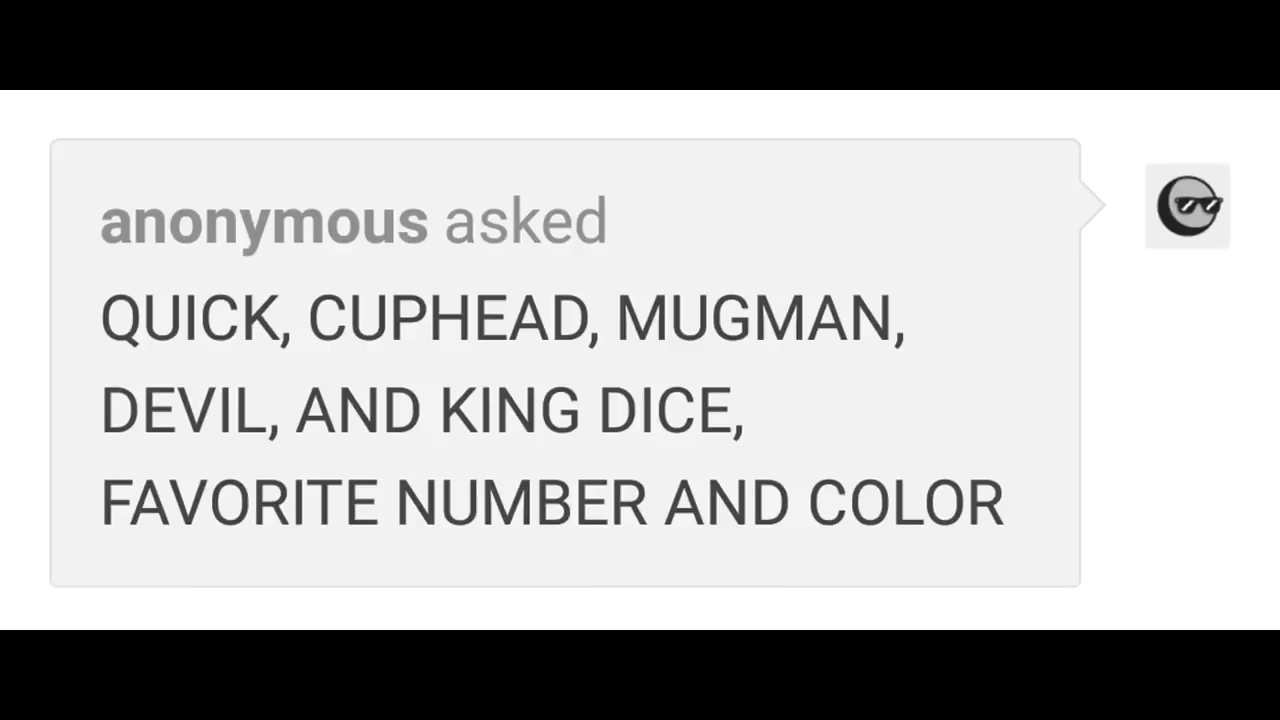 anonymous asked
QUICK, CUPHEAD, MUGMAN,
DEVIL, AND KING DICE,
FAVORITE NUMBER AND COLOR